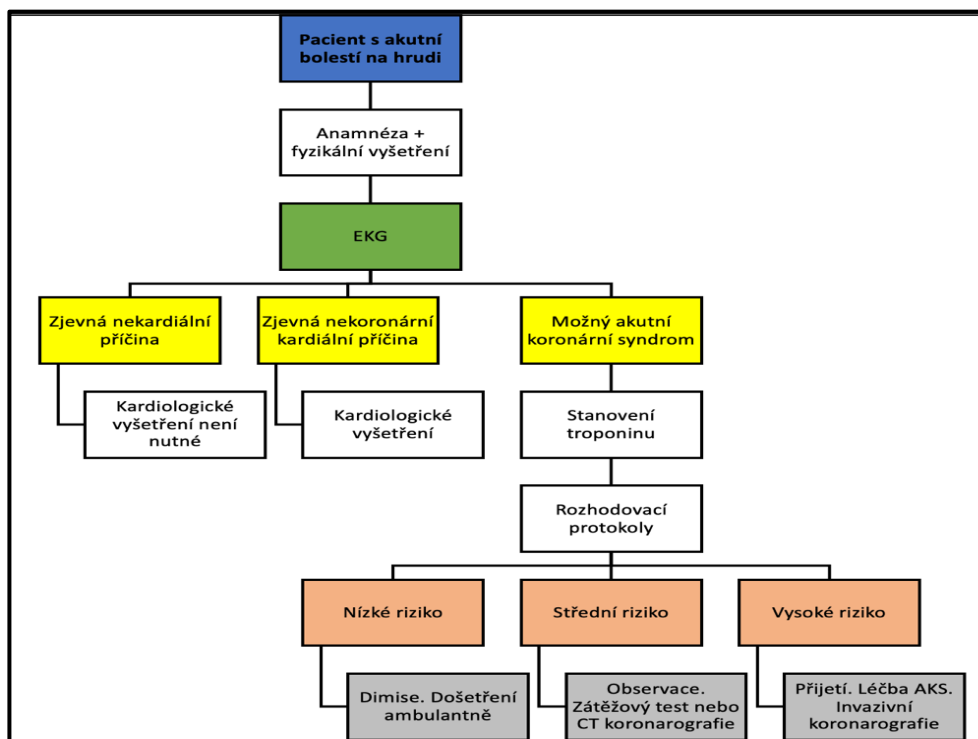 Pacient s akutní
bolestí na hrudi
Anamnéza +
fyzikální vyšetření
EKG
Zjevná nekardiální
příčina
Zjevná nekoronární
kardiální příčina
Možný akutní
koronární syndrom
Kardiologické
vyšetření není
nutné
Kardiologické
vyšetření
Stanovení
troponinu
Rozhodovací
protokoly
Nízké riziko
Střední riziko
Vysoké riziko
Dimise. Došetření
ambulantně
Observace.
Zátěžový test nebo
CT koronarografie
Přijetí. Léčba AKS.
Invazivní
koronarografie